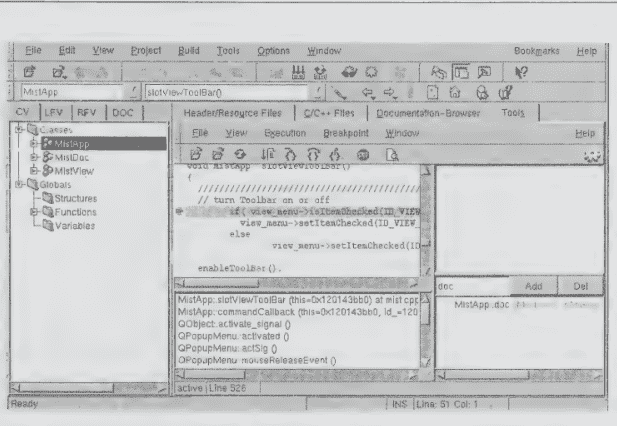 File Edit View Project Build Tools Options Window Bookmarks Help
MistApp slotViewToolBar()
CV LFV RFV DOC
Classes
MistApp
MistDoc
MistView
Globals
Structures
Functions
Variables
Header/Resource Files C/C++ Files Documentation-Browser Tools
File View Execution Breakpoint Window Help
void MistApp slotViewToolBar()
{
// turn Toolbar on or off
if( view_menu->isItemChecked(ID_VIEW
view_menu->setItemChecked(ID_VIEW_
else
view_menu->setItemChecked(ID
enableToolBar().
MistApp::slotViewToolBar (this=0x120143bb0) at mist cpp
MistApp::commandCallback (this=0x120143bb0, id_=120
QObject::activate_signal ()
QPopupMenu::activated ()
QPopupMenu::actSig ()
QPopupMenu::mouseReleaseEvent ()
doc Add Del
MistApp::doc
active Line 526
Ready INS Line: 51 Col: 1